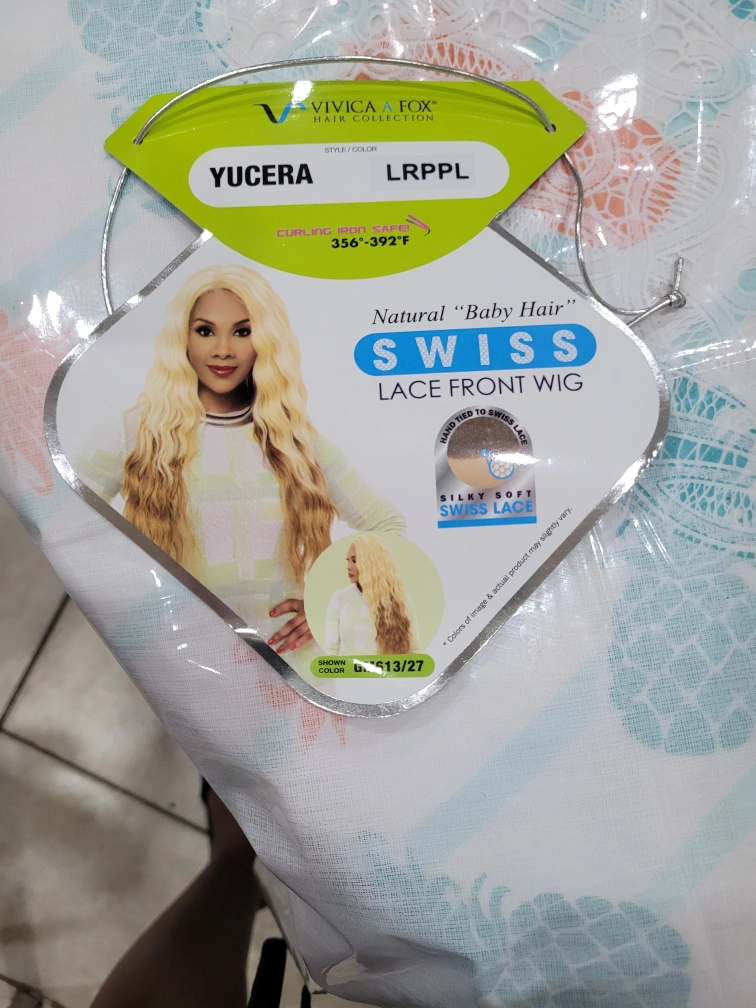 VIVICA A FOX®
HAIR COLLECTION
STYLE / COLOR
YUCERA LRPPL
CURLING IRON SAFE!
356°-392°F
Natural "Baby Hair"
SWISS
LACE FRONT WIG
HAND TIED TO SWISS LACE
SILKY SOFT
SWISS LACE
* Colors of image & actual product may slightly vary.
SHOWN
COLOR
613/27